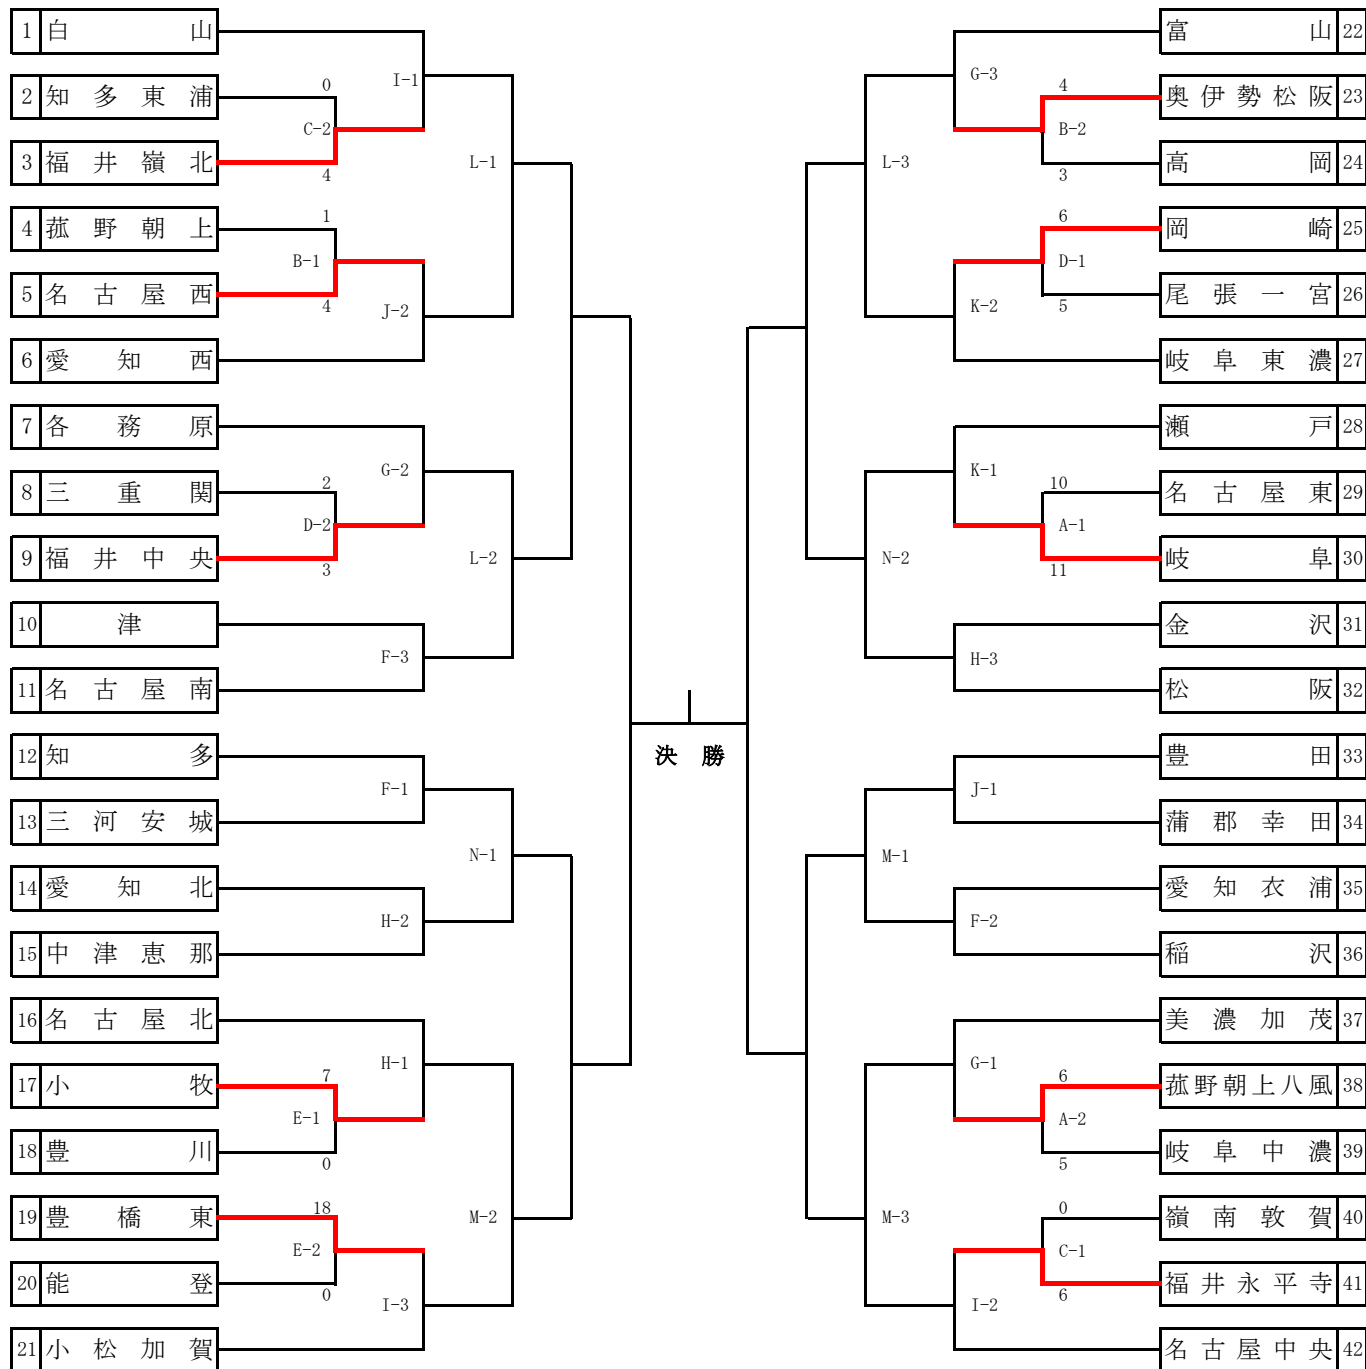 1 白山
I-1
2 知多東浦
0
C-2
3 福井嶺北
4
L-1
4 菰野朝上
1
B-1
5 名古屋西
4
J-2
6 愛知西
7 各務原
G-2
8 三重関
2
D-2
9 福井中央
3
L-2
10 津
F-3
11 名古屋南
12 知多
F-1
13 三河安城
N-1
14 愛知北
H-2
15 中津恵那
16 名古屋北
H-1
17 小牧
7
E-1
18 豊川
0
19 豊橋東
18
M-2
E-2
20 能登
0
I-3
21 小松加賀
決勝
富山 22
G-3
4
奥伊勢松阪 23
B-2
L-3
3
高岡 24
6
岡崎 25
D-1
5
尾張一宮 26
K-2
岐阜東濃 27
瀬戸 28
K-1
10
名古屋東 29
A-1
N-2
11
岐阜 30
金沢 31
H-3
松阪 32
豊田 33
J-1
蒲郡幸田 34
M-1
愛知衣浦 35
F-2
稲沢 36
美濃加茂 37
G-1
6
菰野朝上八風 38
A-2
5
岐阜中濃 39
M-3
0
嶺南敦賀 40
C-1
6
福井永平寺 41
I-2
名古屋中央 42